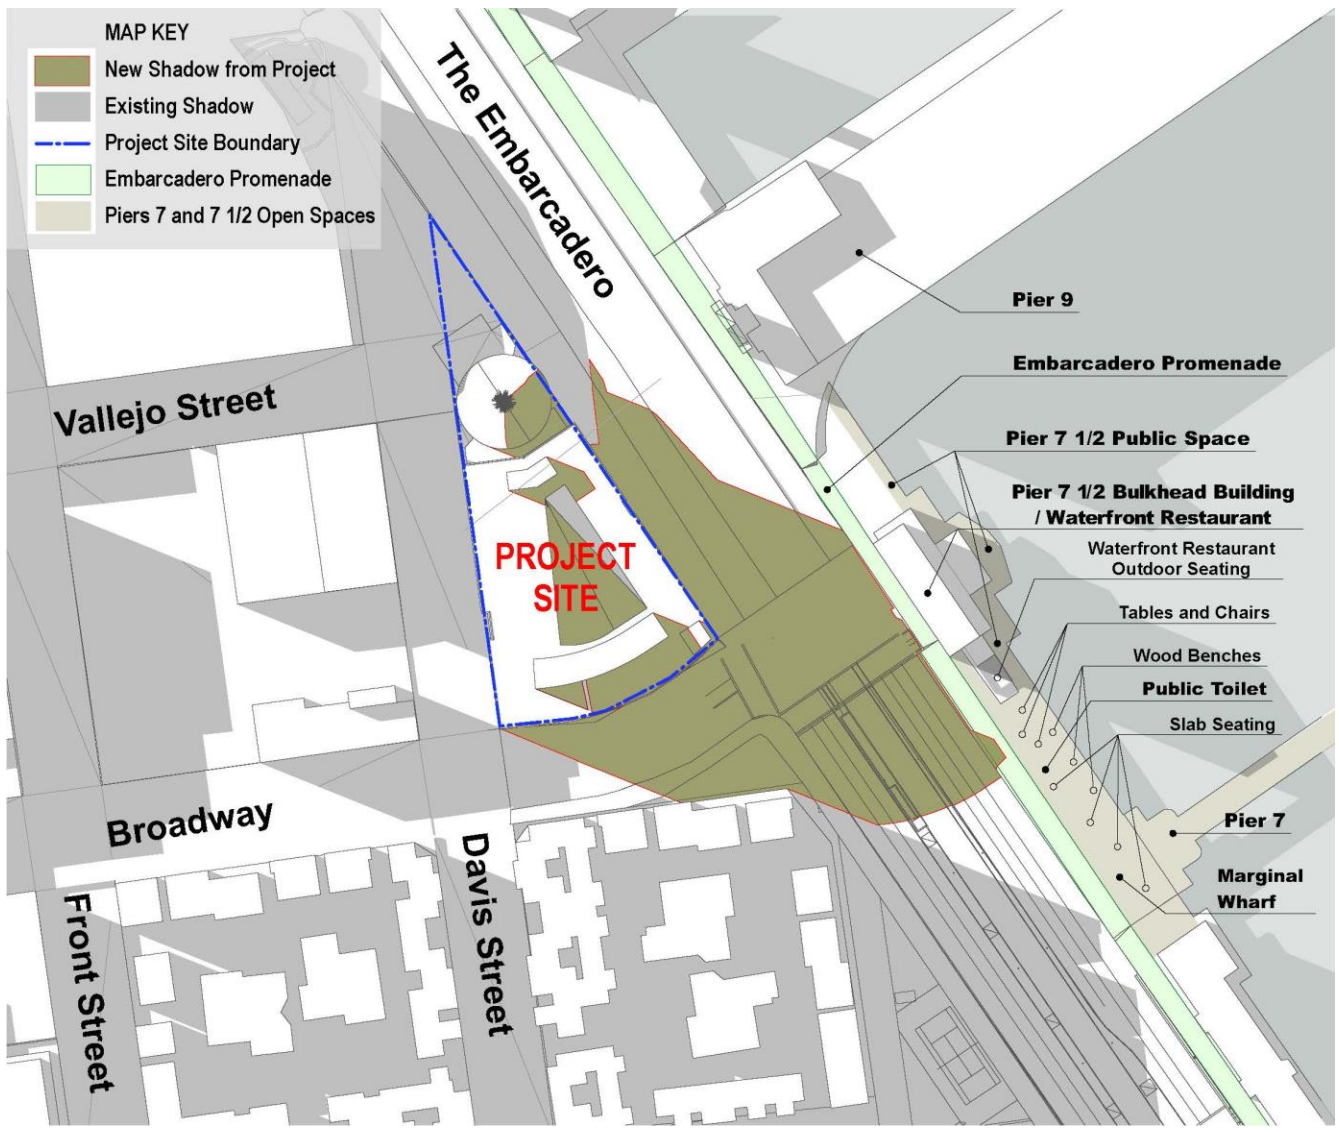 MAP KEY
New Shadow from Project
Existing Shadow
Project Site Boundary
Embarcadero Promenade
Piers 7 and 7 1/2 Open Spaces
The Embarcadero
Pier 9
Embarcadero Promenade
Vallejo Street
Pier 7 1/2 Public Space
Pier 7 1/2 Bulkhead Building
/ Waterfront Restaurant
PROJECT
SITE
Waterfront Restaurant
Outdoor Seating
Tables and Chairs
Wood Benches
Public Toilet
Slab Seating
Broadway
Pier 7
Marginal
Wharf
Front Street
Davis Street